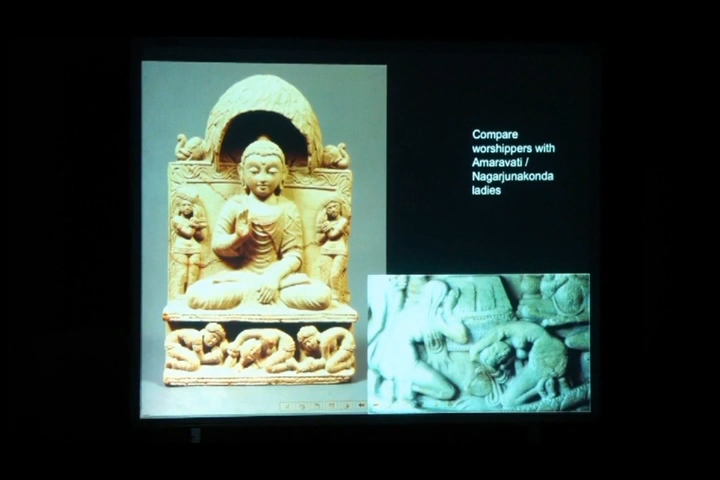 Compare
worshippers with
Amaravati /
Nagarjunakonda
ladies